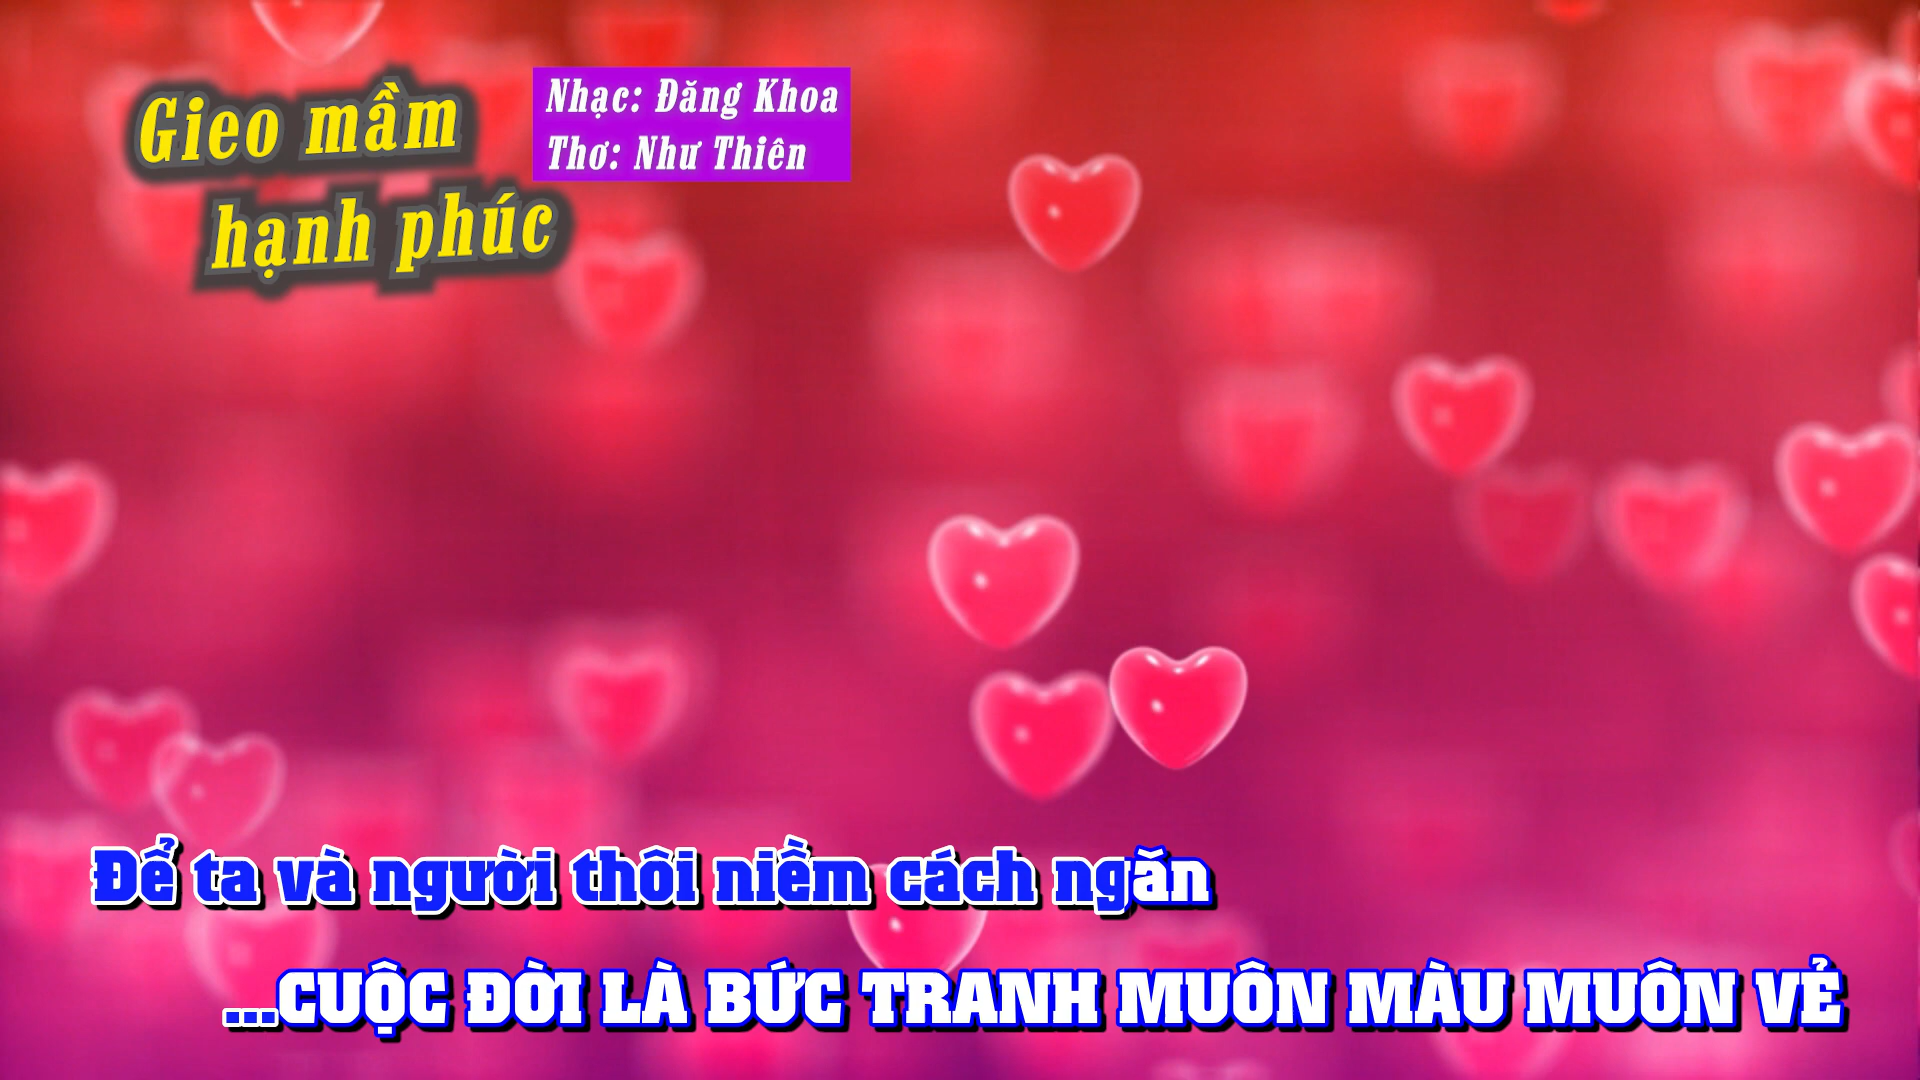 Gieo mầm
hạnh phúc
Nhạc: Đăng Khoa
Thơ: Như Thiên
Để ta và người thôi niềm cách ngăn
...CUỘC ĐỜI LÀ BỨC TRANH MUÔN MÀU MUÔN VẺ